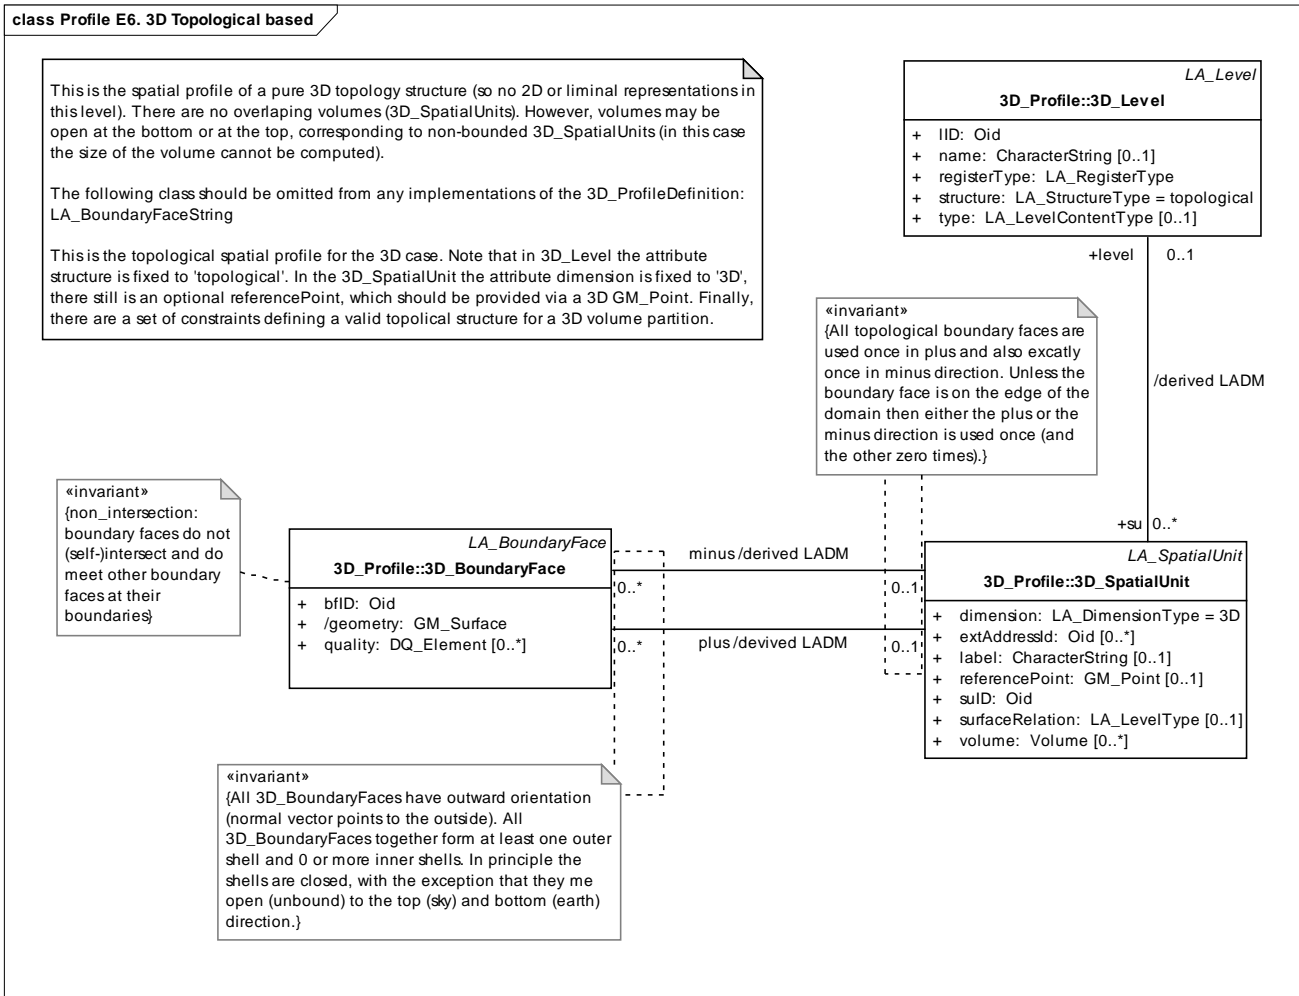 class Profile E6. 3D Topological based
This is the spatial profile of a pure 3D topology structure (so no 2D or liminal representations in
this level). There are no overlaping volumes (3D_SpatialUnits). However, volumes may be
open at the bottom or at the top, corresponding to non-bounded 3D_SpatialUnits (in this case
the size of the volume cannot be computed).
The following class should be omitted from any implementations of the 3D_ProfileDefinition:
LA_BoundaryFaceString
This is the topological spatial profile for the 3D case. Note that in 3D_Level the attribute
structure is fixed to 'topological'. In the 3D_SpatialUnit the attribute dimension is fixed to '3D',
there still is an optional referencePoint, which should be provided via a 3D GM_Point. Finally,
there are a set of constraints defining a valid topolical structure for a 3D volume partition.
LA_Level
3D_Profile::3D_Level
+ lID: Oid
+ name: CharacterString [0..1]
+ registerType: LA_RegisterType
+ structure: LA_StructureType = topological
+ type: LA_LevelContentType [0..1]
+level 0..1
/derived LADM
+su 0..*
«invariant»
{All topological boundary faces are
used once in plus and also excatly
once in minus direction. Unless the
boundary face is on the edge of the
domain then either the plus or the
minus direction is used once (and
the other zero times).}
«invariant»
{non_intersection:
boundary faces do not
(self-)intersect and do
meet other boundary
faces at their
boundaries}
LA_BoundaryFace
3D_Profile::3D_BoundaryFace
+ bfID: Oid
+ /geometry: GM_Surface
+ quality: DQ_Element [0..*]
minus /derived LADM
0..* 0..1
plus /devived LADM
0..* 0..1
LA_SpatialUnit
3D_Profile::3D_SpatialUnit
+ dimension: LA_DimensionType = 3D
+ extAddressId: Oid [0..*]
+ label: CharacterString [0..1]
+ referencePoint: GM_Point [0..1]
+ suID: Oid
+ surfaceRelation: LA_LevelType [0..1]
+ volume: Volume [0..*]
«invariant»
{All 3D_BoundaryFaces have outward orientation
(normal vector points to the outside). All
3D_BoundaryFaces together form at least one outer
shell and 0 or more inner shells. In principle the
shells are closed, with the exception that they me
open (unbound) to the top (sky) and bottom (earth)
direction.}